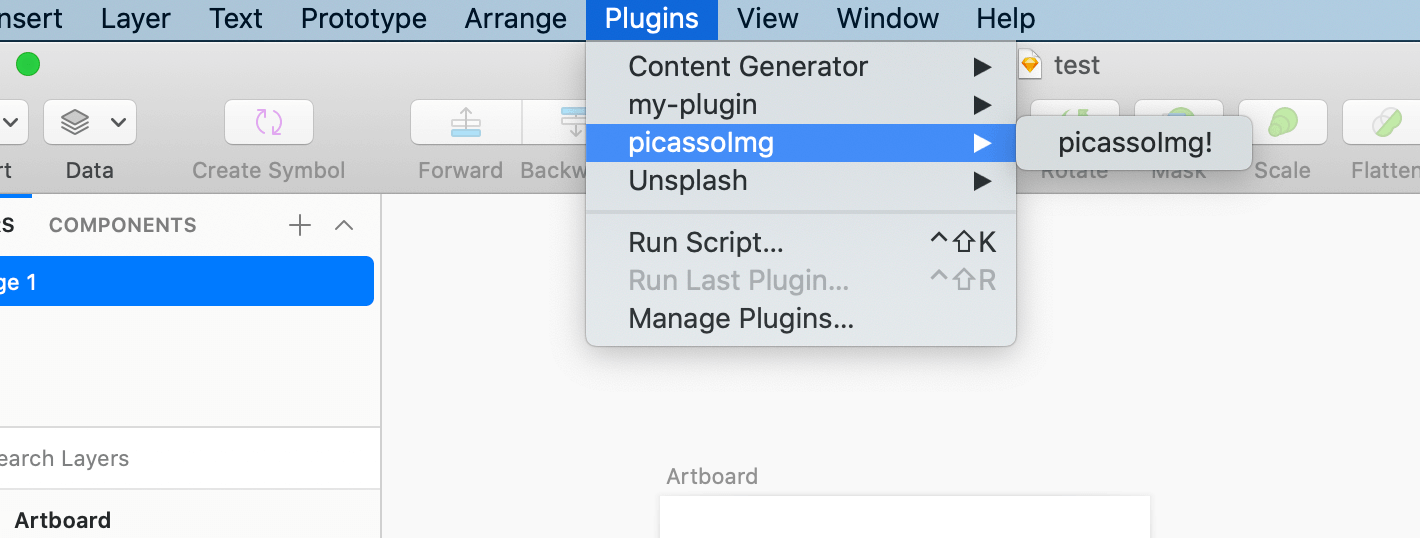 nsert Layer Text Prototype Arrange Plugins View Window Help
Content Generator
test
my-plugin
picassoImg
picassoImg!
Unsplash
rt Data Create Symbol Forward Backw Rotate Mask Scale Flatten
RS COMPONENTS
Run Script... ^⇧K
ge 1
Run Last Plugin... ^⇧R
Manage Plugins...
earch Layers
Artboard
Artboard